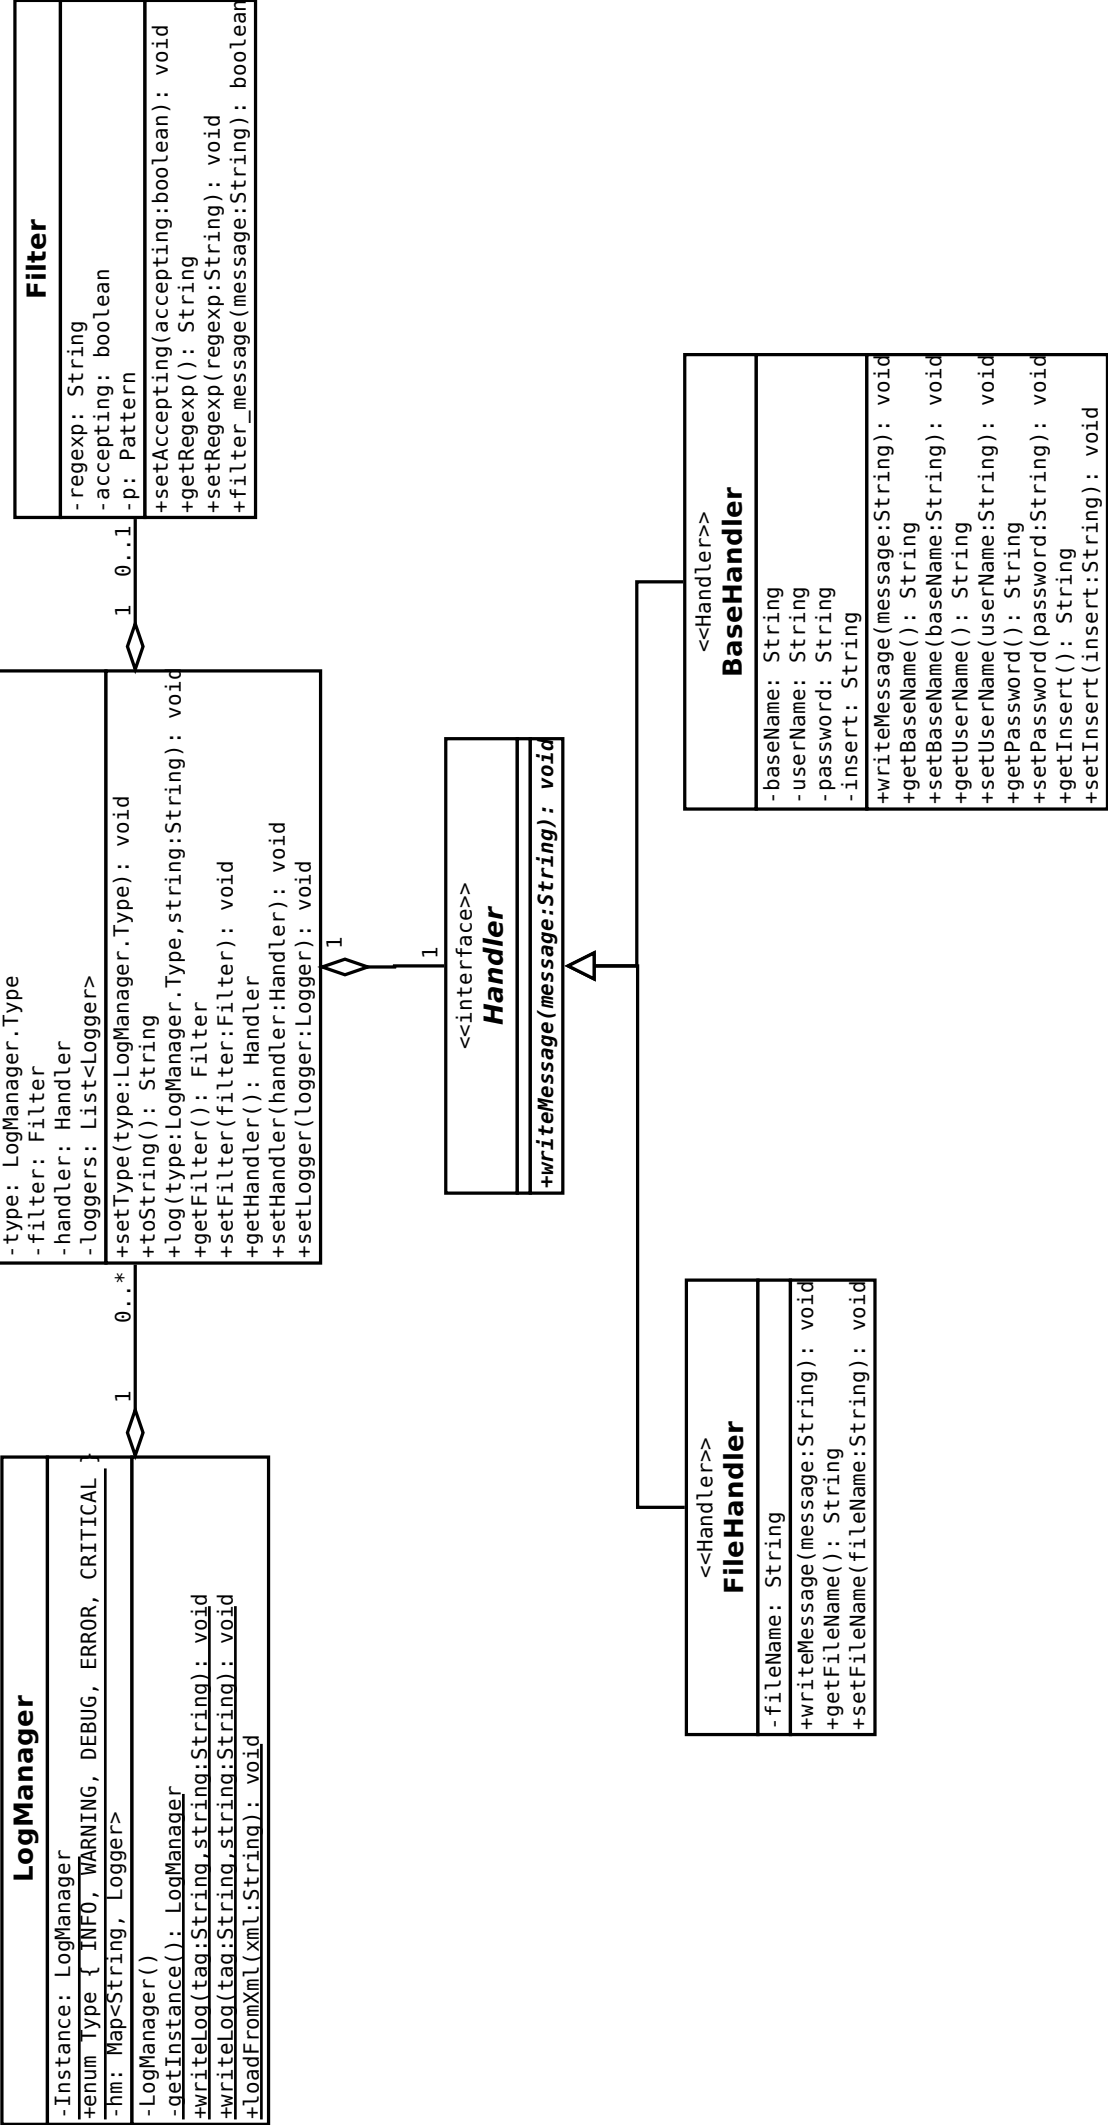 LogManager
-Instance: LogManager
+enum Type { INFO, WARNING, DEBUG, ERROR, CRITICAL }
-hm: Map<String, Logger>
-LogManager()
-getInstance(): LogManager
+writeLog(tag:String,string:String): void
+writeLog(tag:String,string:String): void
+loadFromXml(xml:String): void
1
0..*
-type: LogManager.Type
-filter: Filter
-handler: Handler
-loggers: List<Logger>
+setType(type:LogManager.Type): void
+toString(): String
+log(type:LogManager.Type,string:String): void
+getFilter(): Filter
+setFilter(filter:Filter): void
+getHandler(): Handler
+setHandler(handler:Handler): void
+setLogger(logger:Logger): void
1
0..1
Filter
-regexp: String
-accepting: boolean
-p: Pattern
+setAccepting(accepting:boolean): void
+getRegexp(): String
+setRegexp(regexp:String): void
+filter_message(message:String): boolean
1
1
<<interface>>
Handler
+writeMessage(message:String): void
<<Handler>>
FileHandler
-fileName: String
+writeMessage(message:String): void
+getFileName(): String
+setFileName(fileName:String): void
<<Handler>>
BaseHandler
-baseName: String
-userName: String
-password: String
-insert: String
+writeMessage(message:String): void
+getBaseName(): String
+setBaseName(baseName:String): void
+getUserName(): String
+setUserName(userName:String): void
+getPassword(): String
+setPassword(password:String): void
+getInsert(): String
+setInsert(insert:String): void